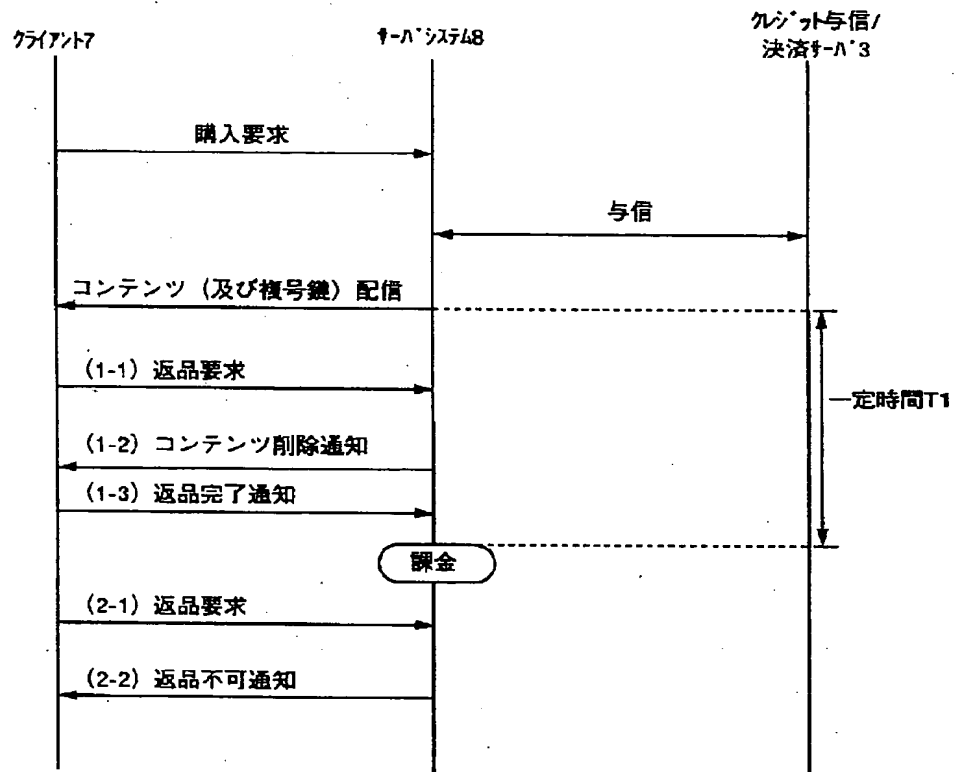 クライアント7
サーバシステム8
クレジット与信/
決済サーバ3
購入要求
与信
コンテンツ（及び複号鍵）配信
(1-1) 返品要求
一定時間T1
(1-2) コンテンツ削除通知
(1-3) 返品完了通知
課金
(2-1) 返品要求
(2-2) 返品不可通知